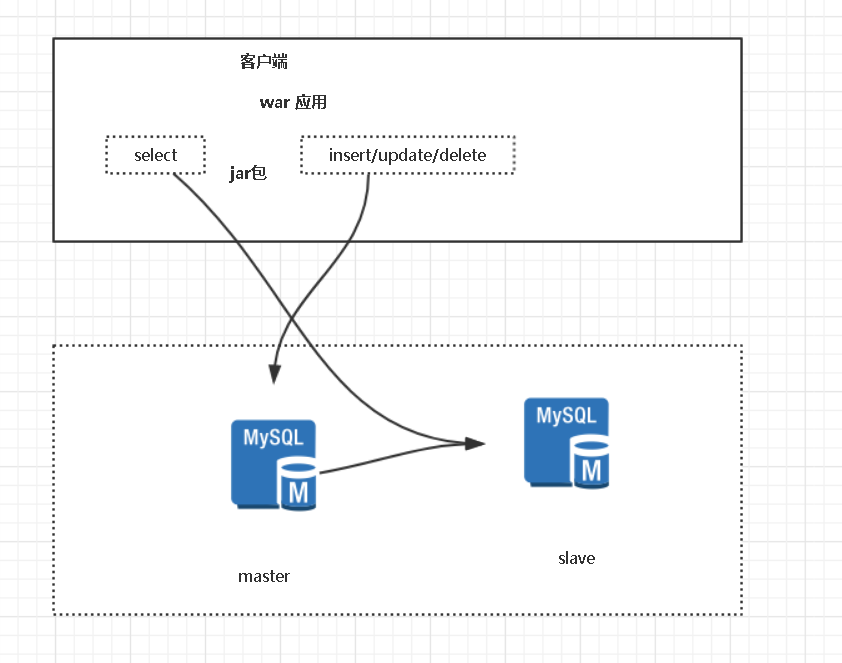 客户端
war 应用
select
insert/update/delete
jar包
MySQL
M
MySQL
M
master
slave